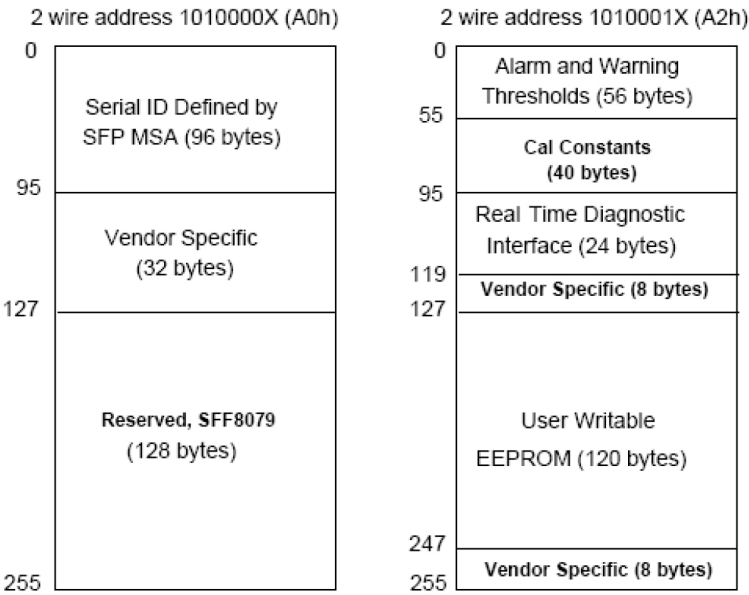 2 wire address 1010000X (A0h)
0
Serial ID Defined by
SFP MSA (96 bytes)
95
Vendor Specific
(32 bytes)
127
Reserved, SFF8079
(128 bytes)
255
2 wire address 1010001X (A2h)
0
Alarm and Warning
Thresholds (56 bytes)
55
Cal Constants
(40 bytes)
95
Real Time Diagnostic
Interface (24 bytes)
119
Vendor Specific (8 bytes)
127
User Writable
EEPROM (120 bytes)
247
Vendor Specific (8 bytes)
255